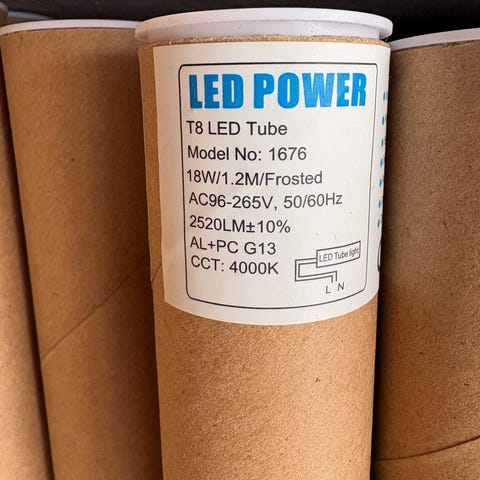 LED POWER
T8 LED Tube
Model No: 1676
18W/1.2M/Frosted
AC96-265V, 50/60Hz
2520LM±10%
AL+PC G13
CCT: 4000K
LED Tube light
L N